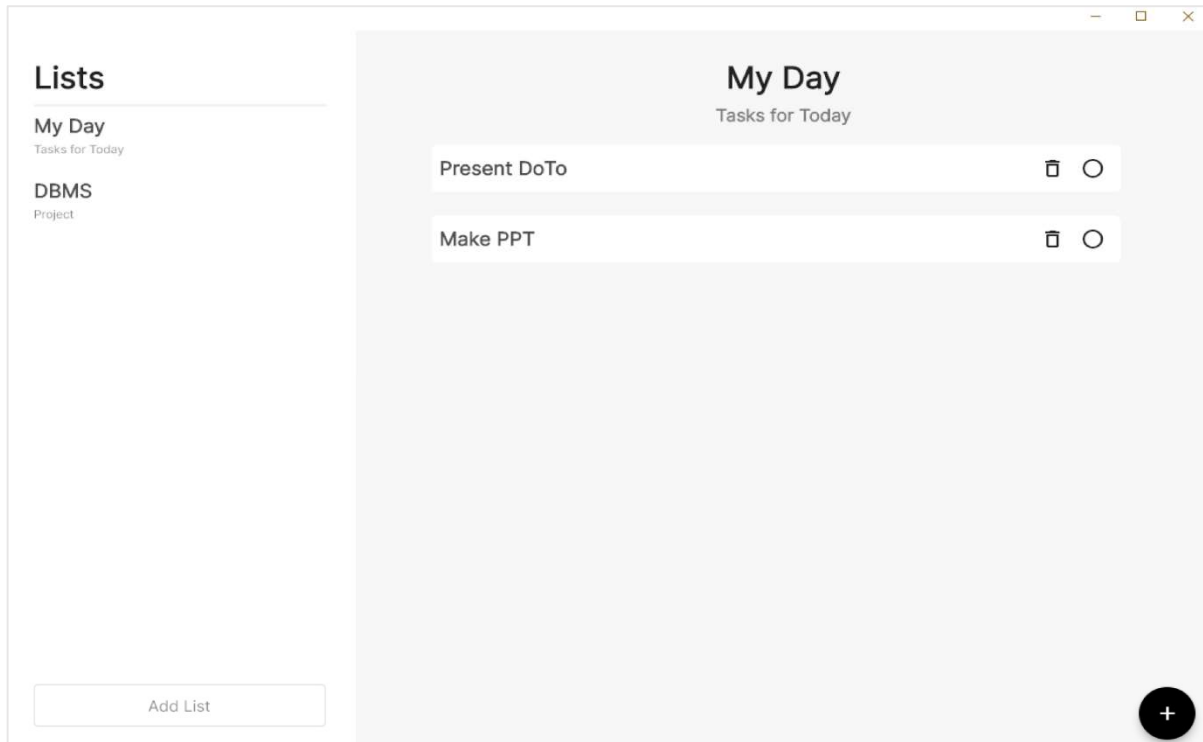 Lists
My Day
Tasks for Today
DBMS
Project
Add List
My Day
Tasks for Today
Present DoTo
Make PPT
+